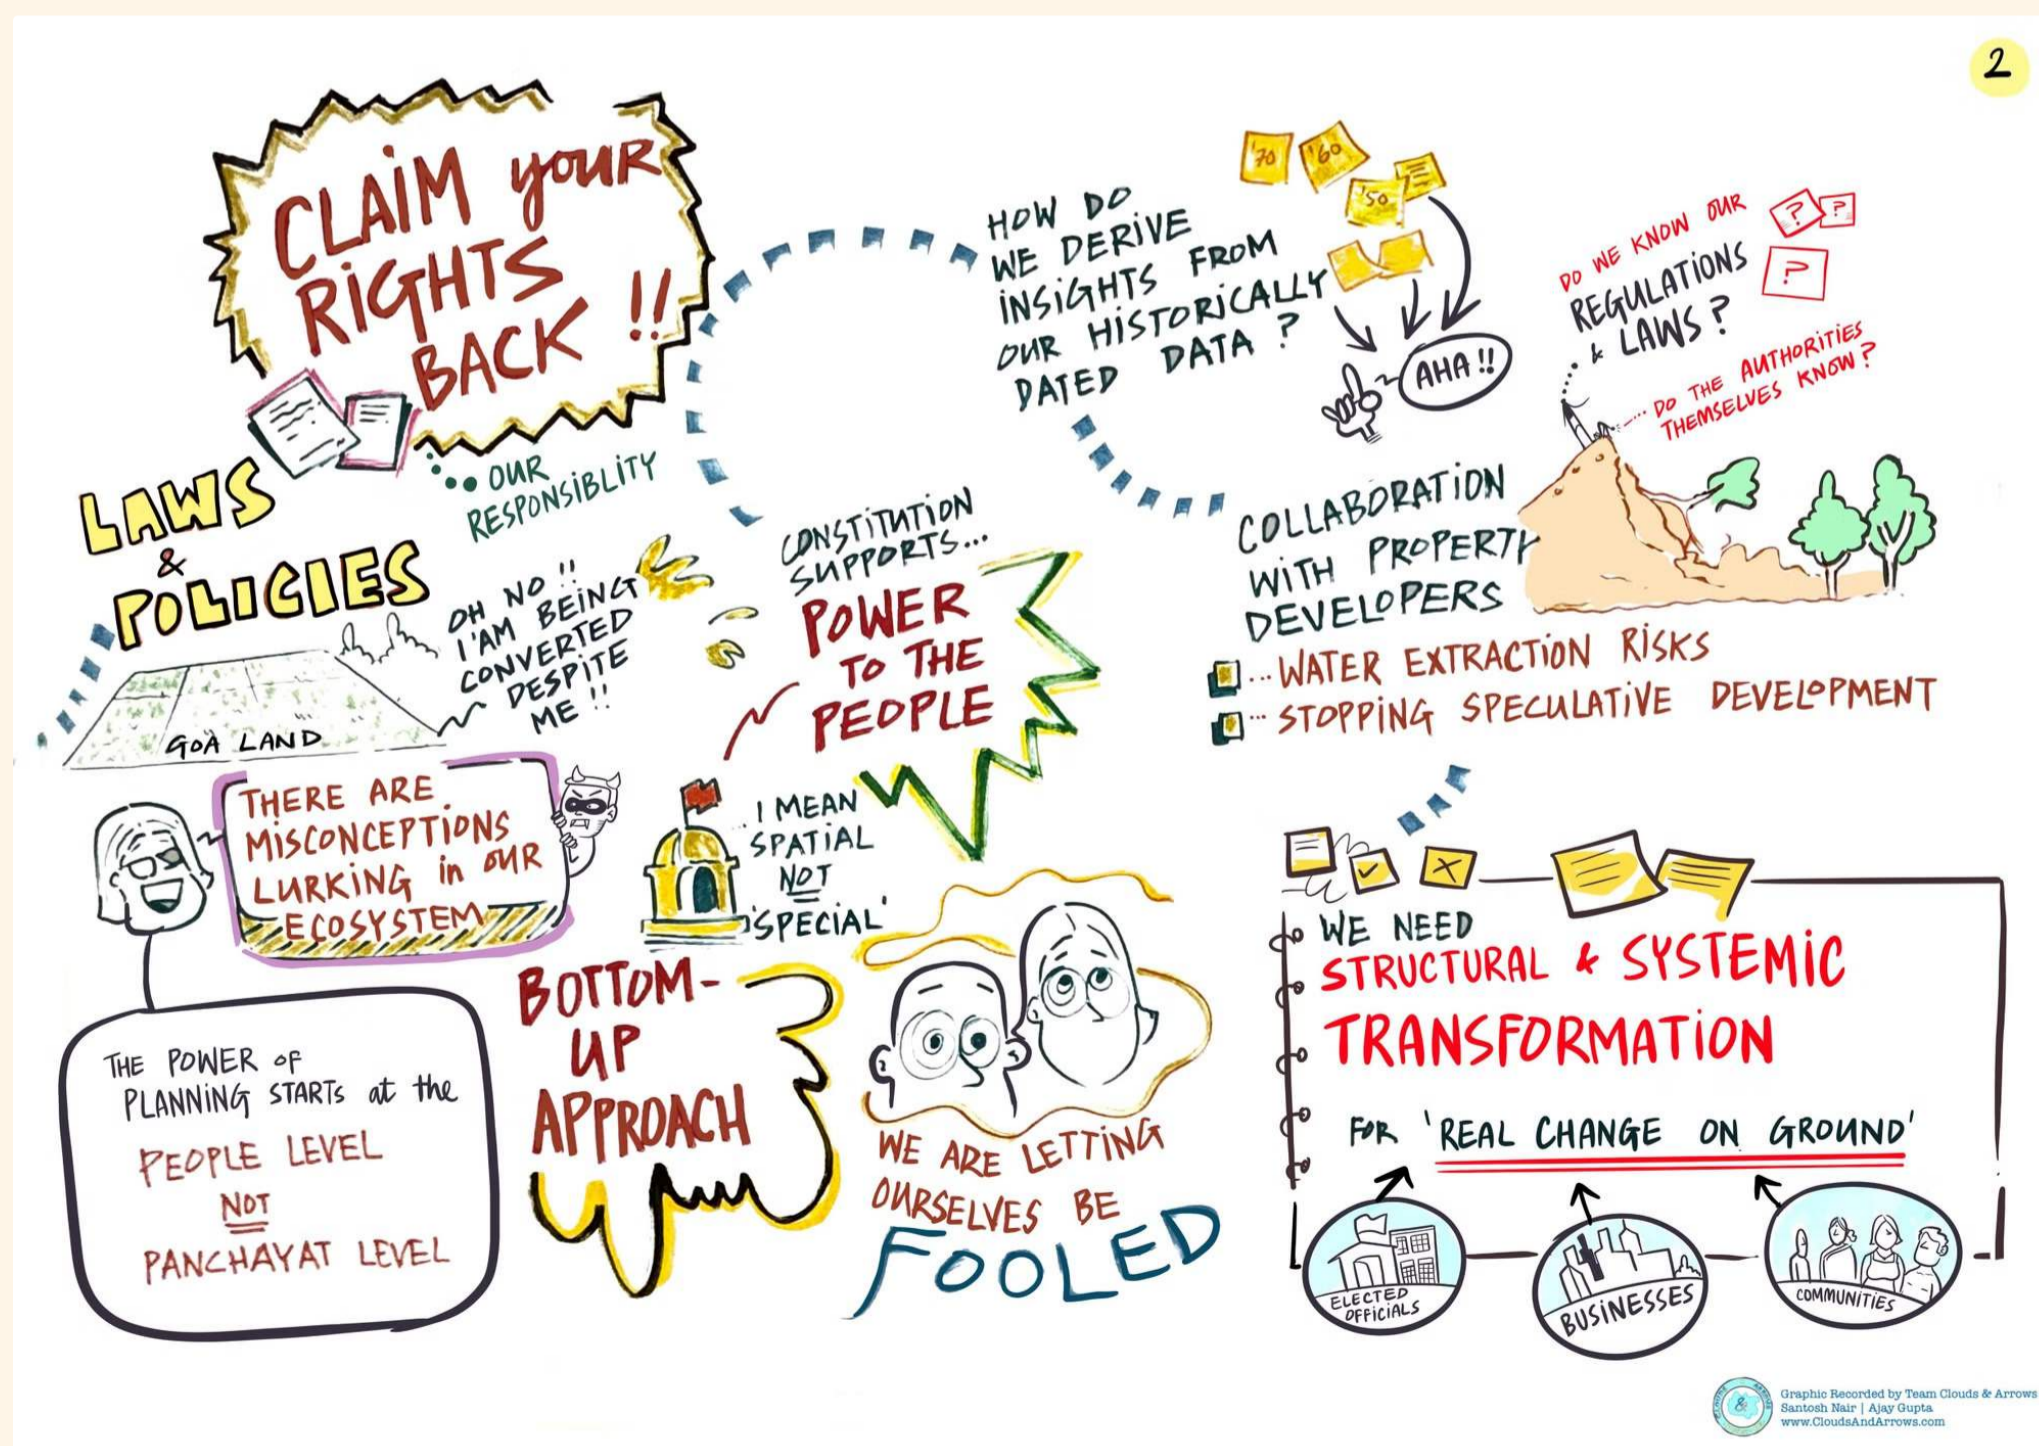 2
CLAIM your
RIGHTS
BACK !!
OUR
RESPONSIBLITY
LAWS
&
POLICIES
OH NO !!
I'AM BEING
CONVERTED
DESPITE
ME !!
GOA LAND
THERE ARE
MISCONCEPTIONS
LURKING in OUR
ECOSYSTEM
THE POWER OF
PLANNING STARTS at the
PEOPLE LEVEL
NOT
PANCHAYAT LEVEL
CONSTITUTION
SUPPORTS...
POWER
TO THE
PEOPLE
I MEAN
SPATIAL
NOT
'SPECIAL'
BOTTOM-
UP
APPROACH
WE ARE LETTING
OURSELVES BE
FOOLED
HOW DO
WE DERIVE
INSIGHTS FROM
OUR HISTORICALLY
DATED DATA ?
'70
'60
'50
AHA !!
DO WE KNOW OUR
REGULATIONS
& LAWS ?
? ?
?
... DO THE AUTHORITIES
THEMSELVES KNOW ?
COLLABORATION
WITH PROPERTY
DEVELOPERS
... WATER EXTRACTION RISKS
... STOPPING SPECULATIVE DEVELOPMENT
WE NEED
STRUCTURAL & SYSTEMIC
TRANSFORMATION
FOR 'REAL CHANGE ON GROUND'
ELECTED
OFFICIALS
BUSINESSES
COMMUNITIES
&
Graphic Recorded by Team Clouds & Arrows
Santosh Nair | Ajay Gupta
www.CloudsAndArrows.com